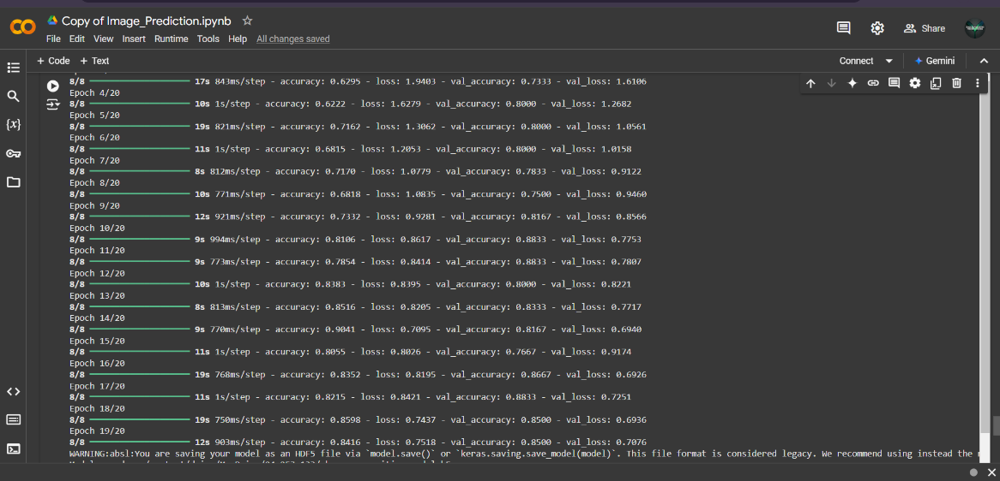 Copy of Image_Prediction.ipynb
File Edit View Insert Runtime Tools Help All changes saved
Share
+ Code + Text
Connect
Gemini
8/8 17s 843ms/step - accuracy: 0.6295 - loss: 1.9403 - val_accuracy: 0.7333 - val_loss: 1.6106
Epoch 4/20
8/8 10s 1s/step - accuracy: 0.6222 - loss: 1.6279 - val_accuracy: 0.8000 - val_loss: 1.2682
Epoch 5/20
8/8 19s 821ms/step - accuracy: 0.7162 - loss: 1.3062 - val_accuracy: 0.8000 - val_loss: 1.0561
Epoch 6/20
8/8 11s 1s/step - accuracy: 0.6815 - loss: 1.2053 - val_accuracy: 0.8000 - val_loss: 1.0158
Epoch 7/20
8/8 8s 812ms/step - accuracy: 0.7170 - loss: 1.0779 - val_accuracy: 0.7833 - val_loss: 0.9122
Epoch 8/20
8/8 10s 771ms/step - accuracy: 0.6818 - loss: 1.0835 - val_accuracy: 0.7500 - val_loss: 0.9460
Epoch 9/20
8/8 12s 921ms/step - accuracy: 0.7332 - loss: 0.9281 - val_accuracy: 0.8167 - val_loss: 0.8566
Epoch 10/20
8/8 9s 994ms/step - accuracy: 0.8106 - loss: 0.8617 - val_accuracy: 0.8833 - val_loss: 0.7753
Epoch 11/20
8/8 9s 773ms/step - accuracy: 0.7854 - loss: 0.8414 - val_accuracy: 0.8833 - val_loss: 0.7807
Epoch 12/20
8/8 10s 1s/step - accuracy: 0.8383 - loss: 0.8395 - val_accuracy: 0.8000 - val_loss: 0.8221
Epoch 13/20
8/8 8s 813ms/step - accuracy: 0.8516 - loss: 0.8205 - val_accuracy: 0.8333 - val_loss: 0.7717
Epoch 14/20
8/8 9s 770ms/step - accuracy: 0.9041 - loss: 0.7095 - val_accuracy: 0.8167 - val_loss: 0.6940
Epoch 15/20
8/8 11s 1s/step - accuracy: 0.8055 - loss: 0.8026 - val_accuracy: 0.7667 - val_loss: 0.9174
Epoch 16/20
8/8 19s 768ms/step - accuracy: 0.8352 - loss: 0.8195 - val_accuracy: 0.8667 - val_loss: 0.6926
Epoch 17/20
8/8 11s 1s/step - accuracy: 0.8215 - loss: 0.8421 - val_accuracy: 0.8833 - val_loss: 0.7251
Epoch 18/20
8/8 19s 750ms/step - accuracy: 0.8598 - loss: 0.7437 - val_accuracy: 0.8500 - val_loss: 0.6936
Epoch 19/20
8/8 12s 903ms/step - accuracy: 0.8416 - loss: 0.7518 - val_accuracy: 0.8500 - val_loss: 0.7076
WARNING:absl:You are saving your model as an HDF5 file via `model.save()` or `keras.saving.save_model(model)`. This file format is considered legacy. We recommend using instead the